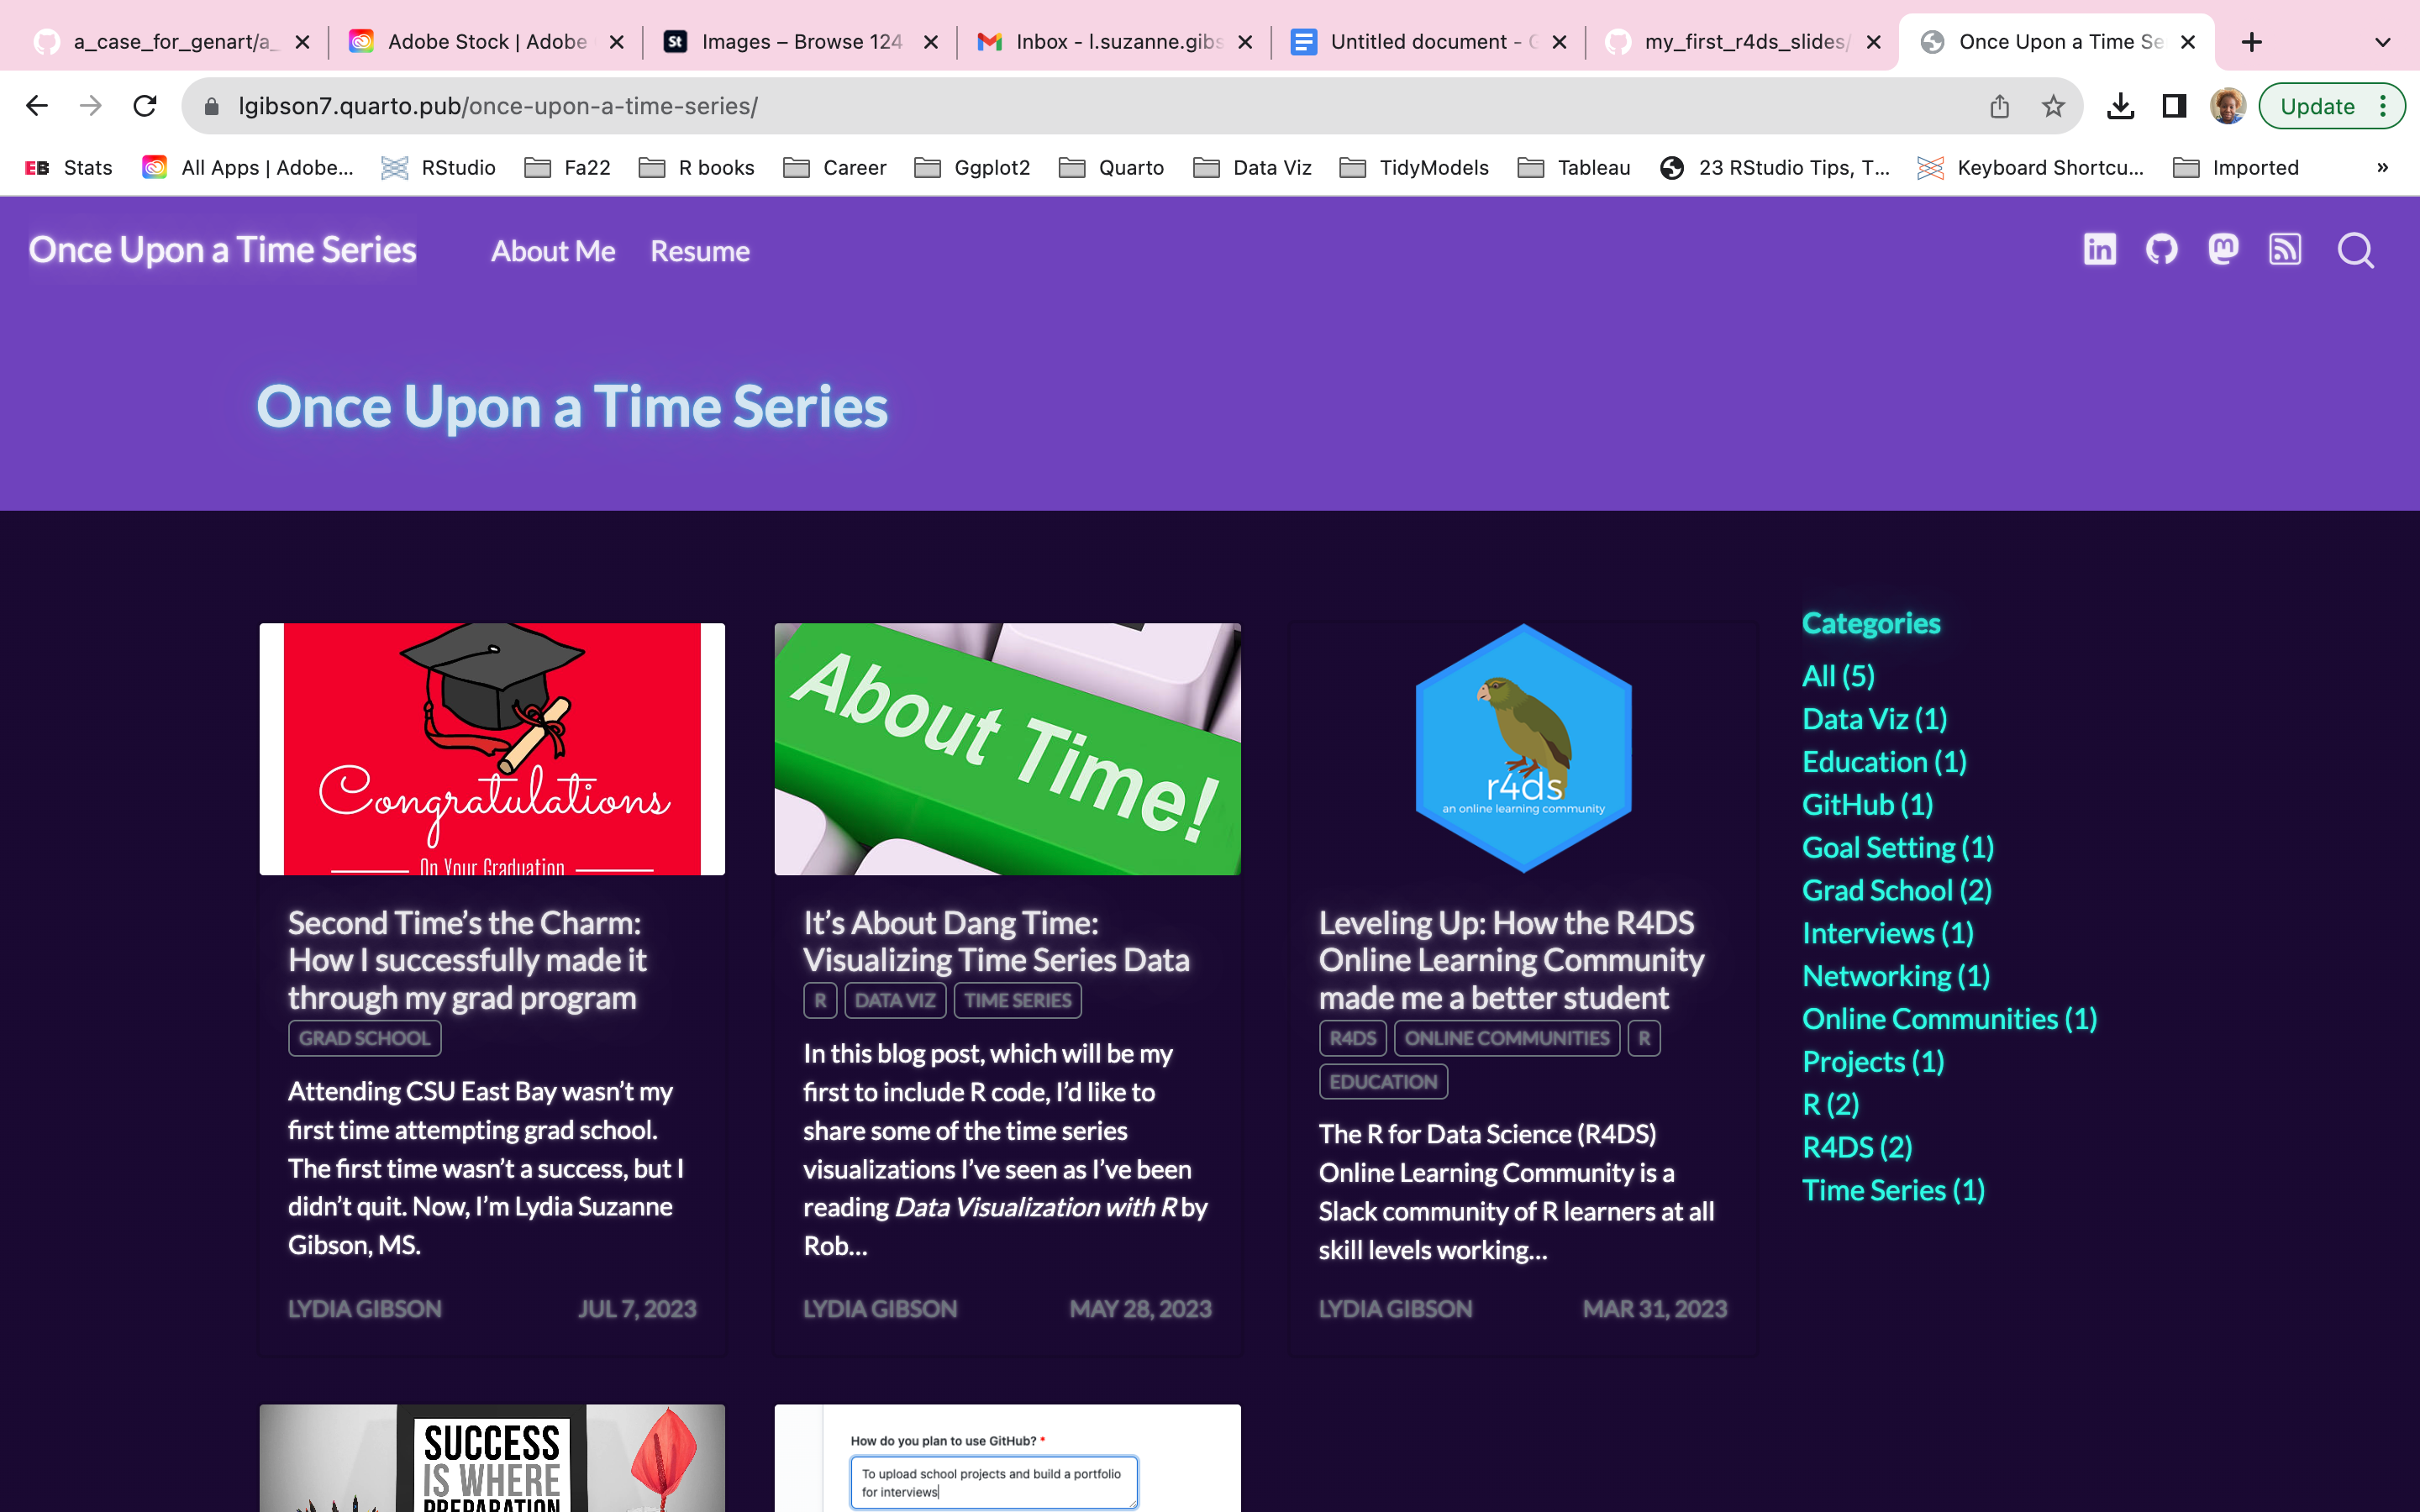 a_case_for_genart/a_
Adobe Stock | Adobe
St Images – Browse 124
Inbox - l.suzanne.gibs
Untitled document -
my_first_r4ds_slides/
Once Upon a Time Se
lgibson7.quarto.pub/once-upon-a-time-series/
Update
EB Stats
All Apps | Adobe...
RStudio
Fa22
R books
Career
Ggplot2
Quarto
Data Viz
TidyModels
Tableau
23 RStudio Tips, T...
Keyboard Shortcu...
Imported
»
Once Upon a Time Series
About Me
Resume
in
Once Upon a Time Series
Congratulations
On Your Graduation
Second Time’s the Charm:
How I successfully made it
through my grad program
GRAD SCHOOL
Attending CSU East Bay wasn’t my
first time attempting grad school.
The first time wasn’t a success, but I
didn’t quit. Now, I’m Lydia Suzanne
Gibson, MS.
LYDIA GIBSON
JUL 7, 2023
About Time!
It’s About Dang Time:
Visualizing Time Series Data
R DATA VIZ TIME SERIES
In this blog post, which will be my
first to include R code, I’d like to
share some of the time series
visualizations I’ve seen as I’ve been
reading Data Visualization with R by
Rob...
LYDIA GIBSON
MAY 28, 2023
r4ds
an online learning community
Leveling Up: How the R4DS
Online Learning Community
made me a better student
R4DS ONLINE COMMUNITIES R
EDUCATION
The R for Data Science (R4DS)
Online Learning Community is a
Slack community of R learners at all
skill levels working...
LYDIA GIBSON
MAR 31, 2023
Categories
All (5)
Data Viz (1)
Education (1)
GitHub (1)
Goal Setting (1)
Grad School (2)
Interviews (1)
Networking (1)
Online Communities (1)
Projects (1)
R (2)
R4DS (2)
Time Series (1)
SUCCESS
IS WHERE
PREPARATION
How do you plan to use GitHub? *
To upload school projects and build a portfolio
for interviews